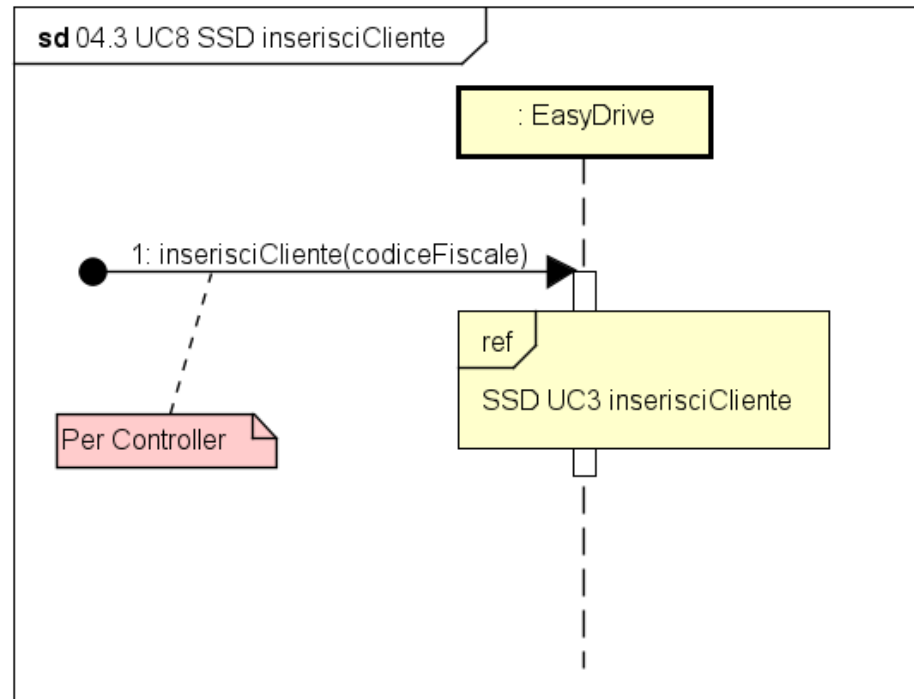 sd 04.3 UC8 SSD inserisciCliente
: EasyDrive
1: inserisciCliente(codiceFiscale)
ref
SSD UC3 inserisciCliente
Per Controller